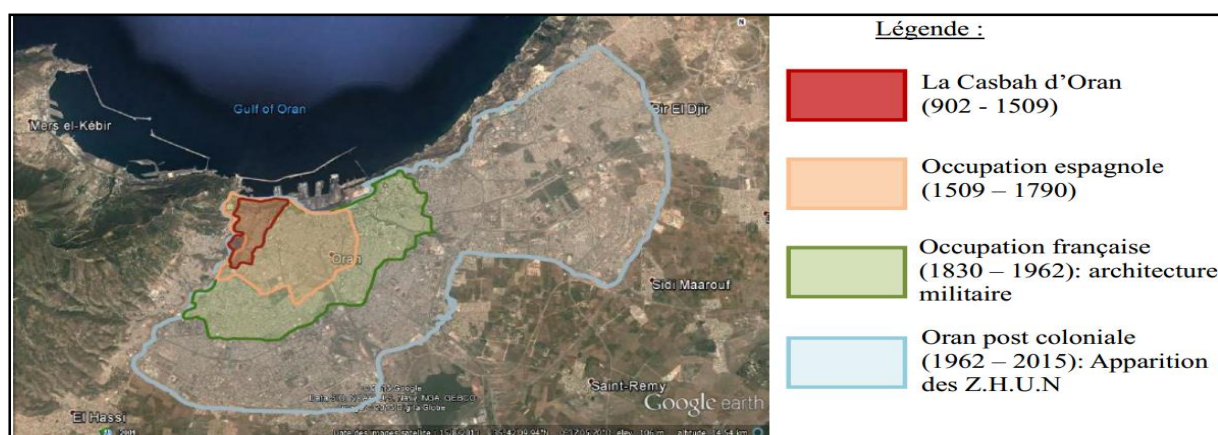 Légende :
La Casbah d'Oran
(902 - 1509)
Occupation espagnole
(1509 – 1790)
Occupation française
(1830 – 1962): architecture
militaire
Oran post coloniale
(1962 – 2015): Apparition
des Z.H.U.N
N
Gulf of Oran
Mers el-Kébir
Bir El Djir
Oran
Sidi Maarouf
Saint-Remy
El Hassi
Google earth